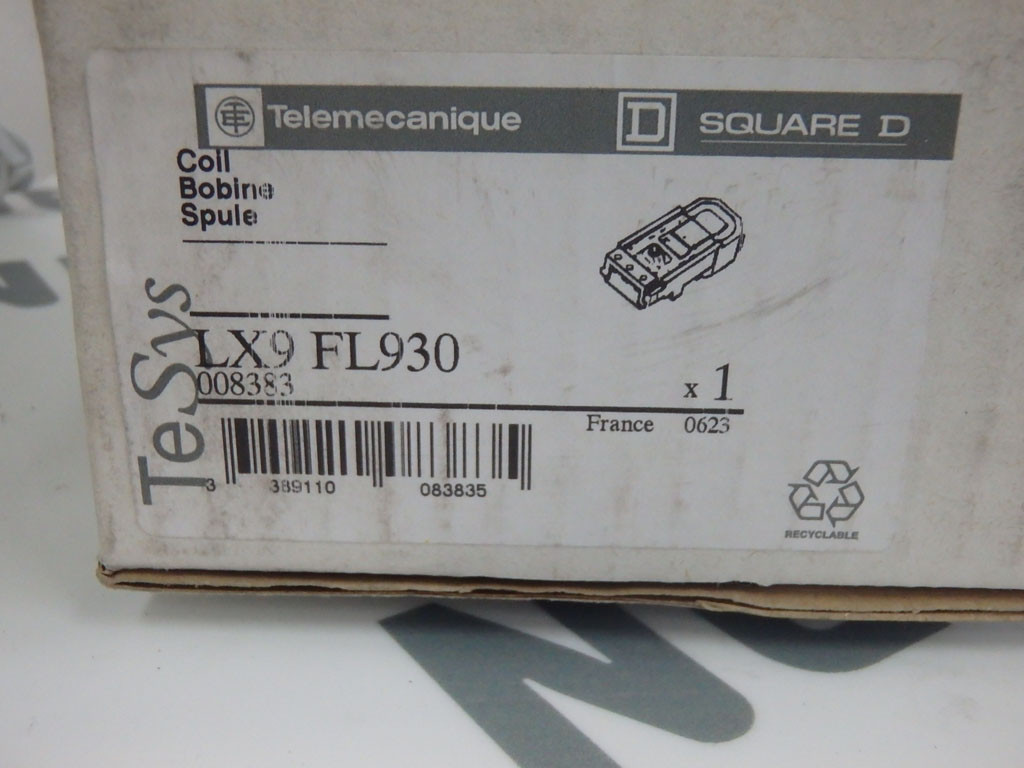 Telemecanique
D SQUARE D
Coil
Bobine
Spule
TeSys
LX9 FL930
008383
x 1
France 0623
3 389110 083835
RECYCLABLE